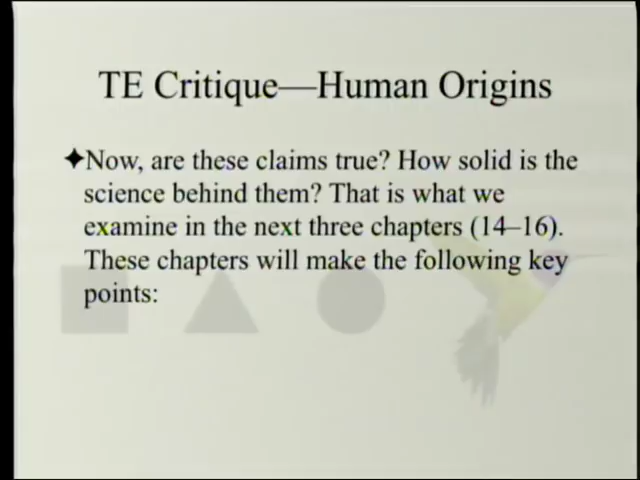 TE Critique—Human Origins
✦Now, are these claims true? How solid is the
science behind them? That is what we
examine in the next three chapters (14–16).
These chapters will make the following key
points: